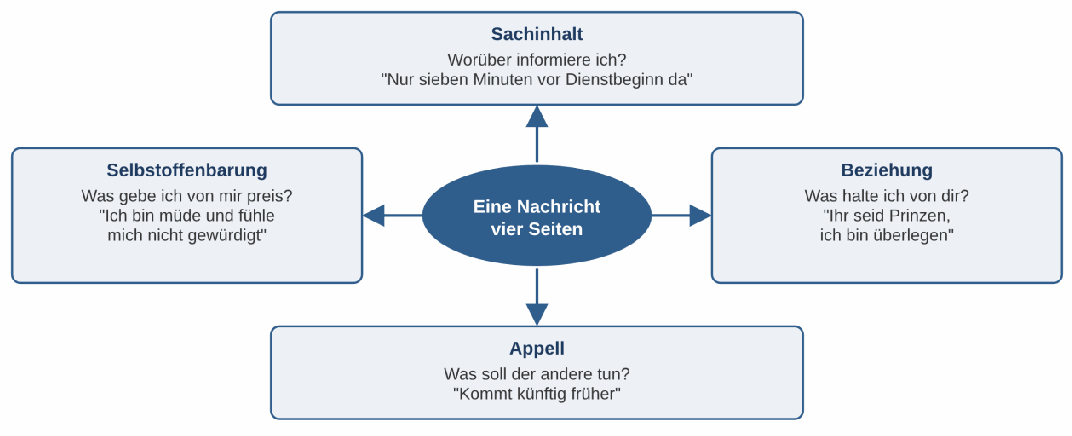 Sachinhalt
Worüber informiere ich?
"Nur sieben Minuten vor Dienstbeginn da"
Selbstoffenbarung
Was gebe ich von mir preis?
"Ich bin müde und fühle
mich nicht gewürdigt"
Eine Nachricht
vier Seiten
Beziehung
Was halte ich von dir?
"Ihr seid Prinzen,
ich bin überlegen"
Appell
Was soll der andere tun?
"Kommt künftig früher"